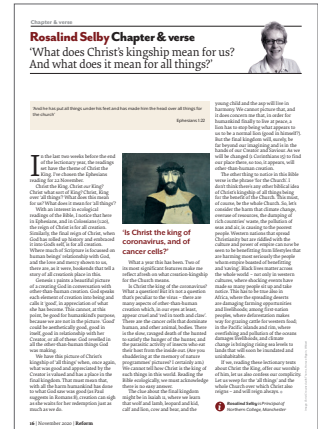 Chapter & verse
Rosalind Selby Chapter & verse
‘What does Christ’s kingship mean for us?
And what does it mean for all things?’
‘And he has put all things under his feet and has made him the head over all things for
the church’
Ephesians 1:22
In the last two weeks before the end
of the lectionary year, the readings
set have the theme of Christ the
King. I’ve chosen the Ephesians
reading for 22 November.
Christ the King. Christ our King?
Christ what sort of King? Christ, King
over ‘all things’? What does this mean
for us? What does it mean for ‘all things’?
With an interest in ecological
readings of the Bible, I notice that here
in Ephesians, and in Colossians (1:20),
the reign of Christ is for all creation.
Similarly, the final reign of Christ, when
God has rolled up history and embraced
it into God’s self, is for all creation.
Where much of Scripture is focused on
human beings’ relationship with God,
and the love and mercy shown to us,
there are, as it were, bookends that tell a
story of all creation’s place in this.
Genesis 1 paints a beautiful picture
of a creating God in conversation with
other-than-human creation. God speaks
each element of creation into being and
calls it ‘good’, in appreciation of what
she has become. This cannot, at this
point, be good for humankind’s purpose
because we are not in the picture. ‘Good’
could be aesthetically good, good in
itself, good in relationship with her
Creator, or all of these. God revelled in
all the other-than-human things God
was making.
We have this picture of Christ’s
kingship of ‘all things’ when, once again,
what was good and appreciated by the
Creator is valued and has a place in the
final kingdom. That must mean that,
with all the harm humankind has done
to what God saw was good (as Paul
suggests in Romans 8), creation can sigh
as she waits for her redemption just as
much as we do.
‘Is Christ the king of
coronavirus, and of
cancer cells?’
What a year this has been. Two of
its most significant features make me
reflect afresh on what creation-kingship
for the Church means.
Is Christ the king of coronavirus?
What a question! But it’s not a question
that’s peculiar to the virus – there are
many aspects of other-than-human
creation which, in our eyes at least,
appear cruel and ‘red in tooth and claw’.
There are the cancer cells that dominate
human, and other animal, bodies. There
is the slow, ravaged death of the hunted
to satisfy the hunger of the hunter, and
the parasitic activity of insects who eat
their host from the inside out. (Are you
shuddering at the memory of nature
programmes’ pictures? I certainly am!)
We cannot tell how Christ is the king of
such things in this world. Reading the
Bible ecologically, we must acknowledge
there is no easy answer.
The clue about the final kingdom
might be in Isaiah 11, where we learn
that wolf and lamb, leopard and kid,
calf and lion, cow and bear, and the
young child and the asp will live in
harmony. We cannot picture that, and
it does concern me that, in order for
humankind finally to live at peace, a
lion has to stop being what appears to
us to be a normal lion (good in himself?).
But the final kingdom will, surely, be
far beyond our imagining and is in the
hands of our Creator and Saviour. As we
will be changed (1 Corinthians 15) to find
our place there, so too, it appears, will
other-than-human creation.
The other thing to notice in this Bible
verse is the phrase ‘for the Church’. I
don’t think there’s any other biblical idea
of Christ’s kingship of all things being
for the benefit of the Church. This must,
of course, be the whole Church. So, let’s
consider the harm that climate change,
overuse of resources, the dumping of
rich countries’ waste, the pollution of
seas and air, is causing to the poorest
people. Western nations that spread
Christianity but are riddled with the
culture and power of empire can now be
seen to be benefitting from lifestyles that
are harming most seriously the people
whom empire boasted of benefitting
and ‘saving’. Black lives matter across
the whole world – not only in western
cultures, where shocking events have
made so many people sit up and take
notice. This has to be true also in
Africa, where the spreading deserts
are damaging farming opportunities
and livelihoods; among first nation
peoples, where deforestation makes
way for grazing cattle for western food;
in the Pacific islands and rim, where
overfishing and pollution of the oceans
damages livelihoods, and climate
change is bringing rising sea levels to
lands that will soon be inundated and
uninhabitable.
If we, reading these lectionary texts
about Christ the King, offer our worship
of him, let us also confess our complicity.
Let us weep for the ‘all things’ and the
whole Church over which Christ also
reigns – and will reign always.
Rosalind Selby is Principal of
Northern College, Manchester
16 | November 2020 | Reform